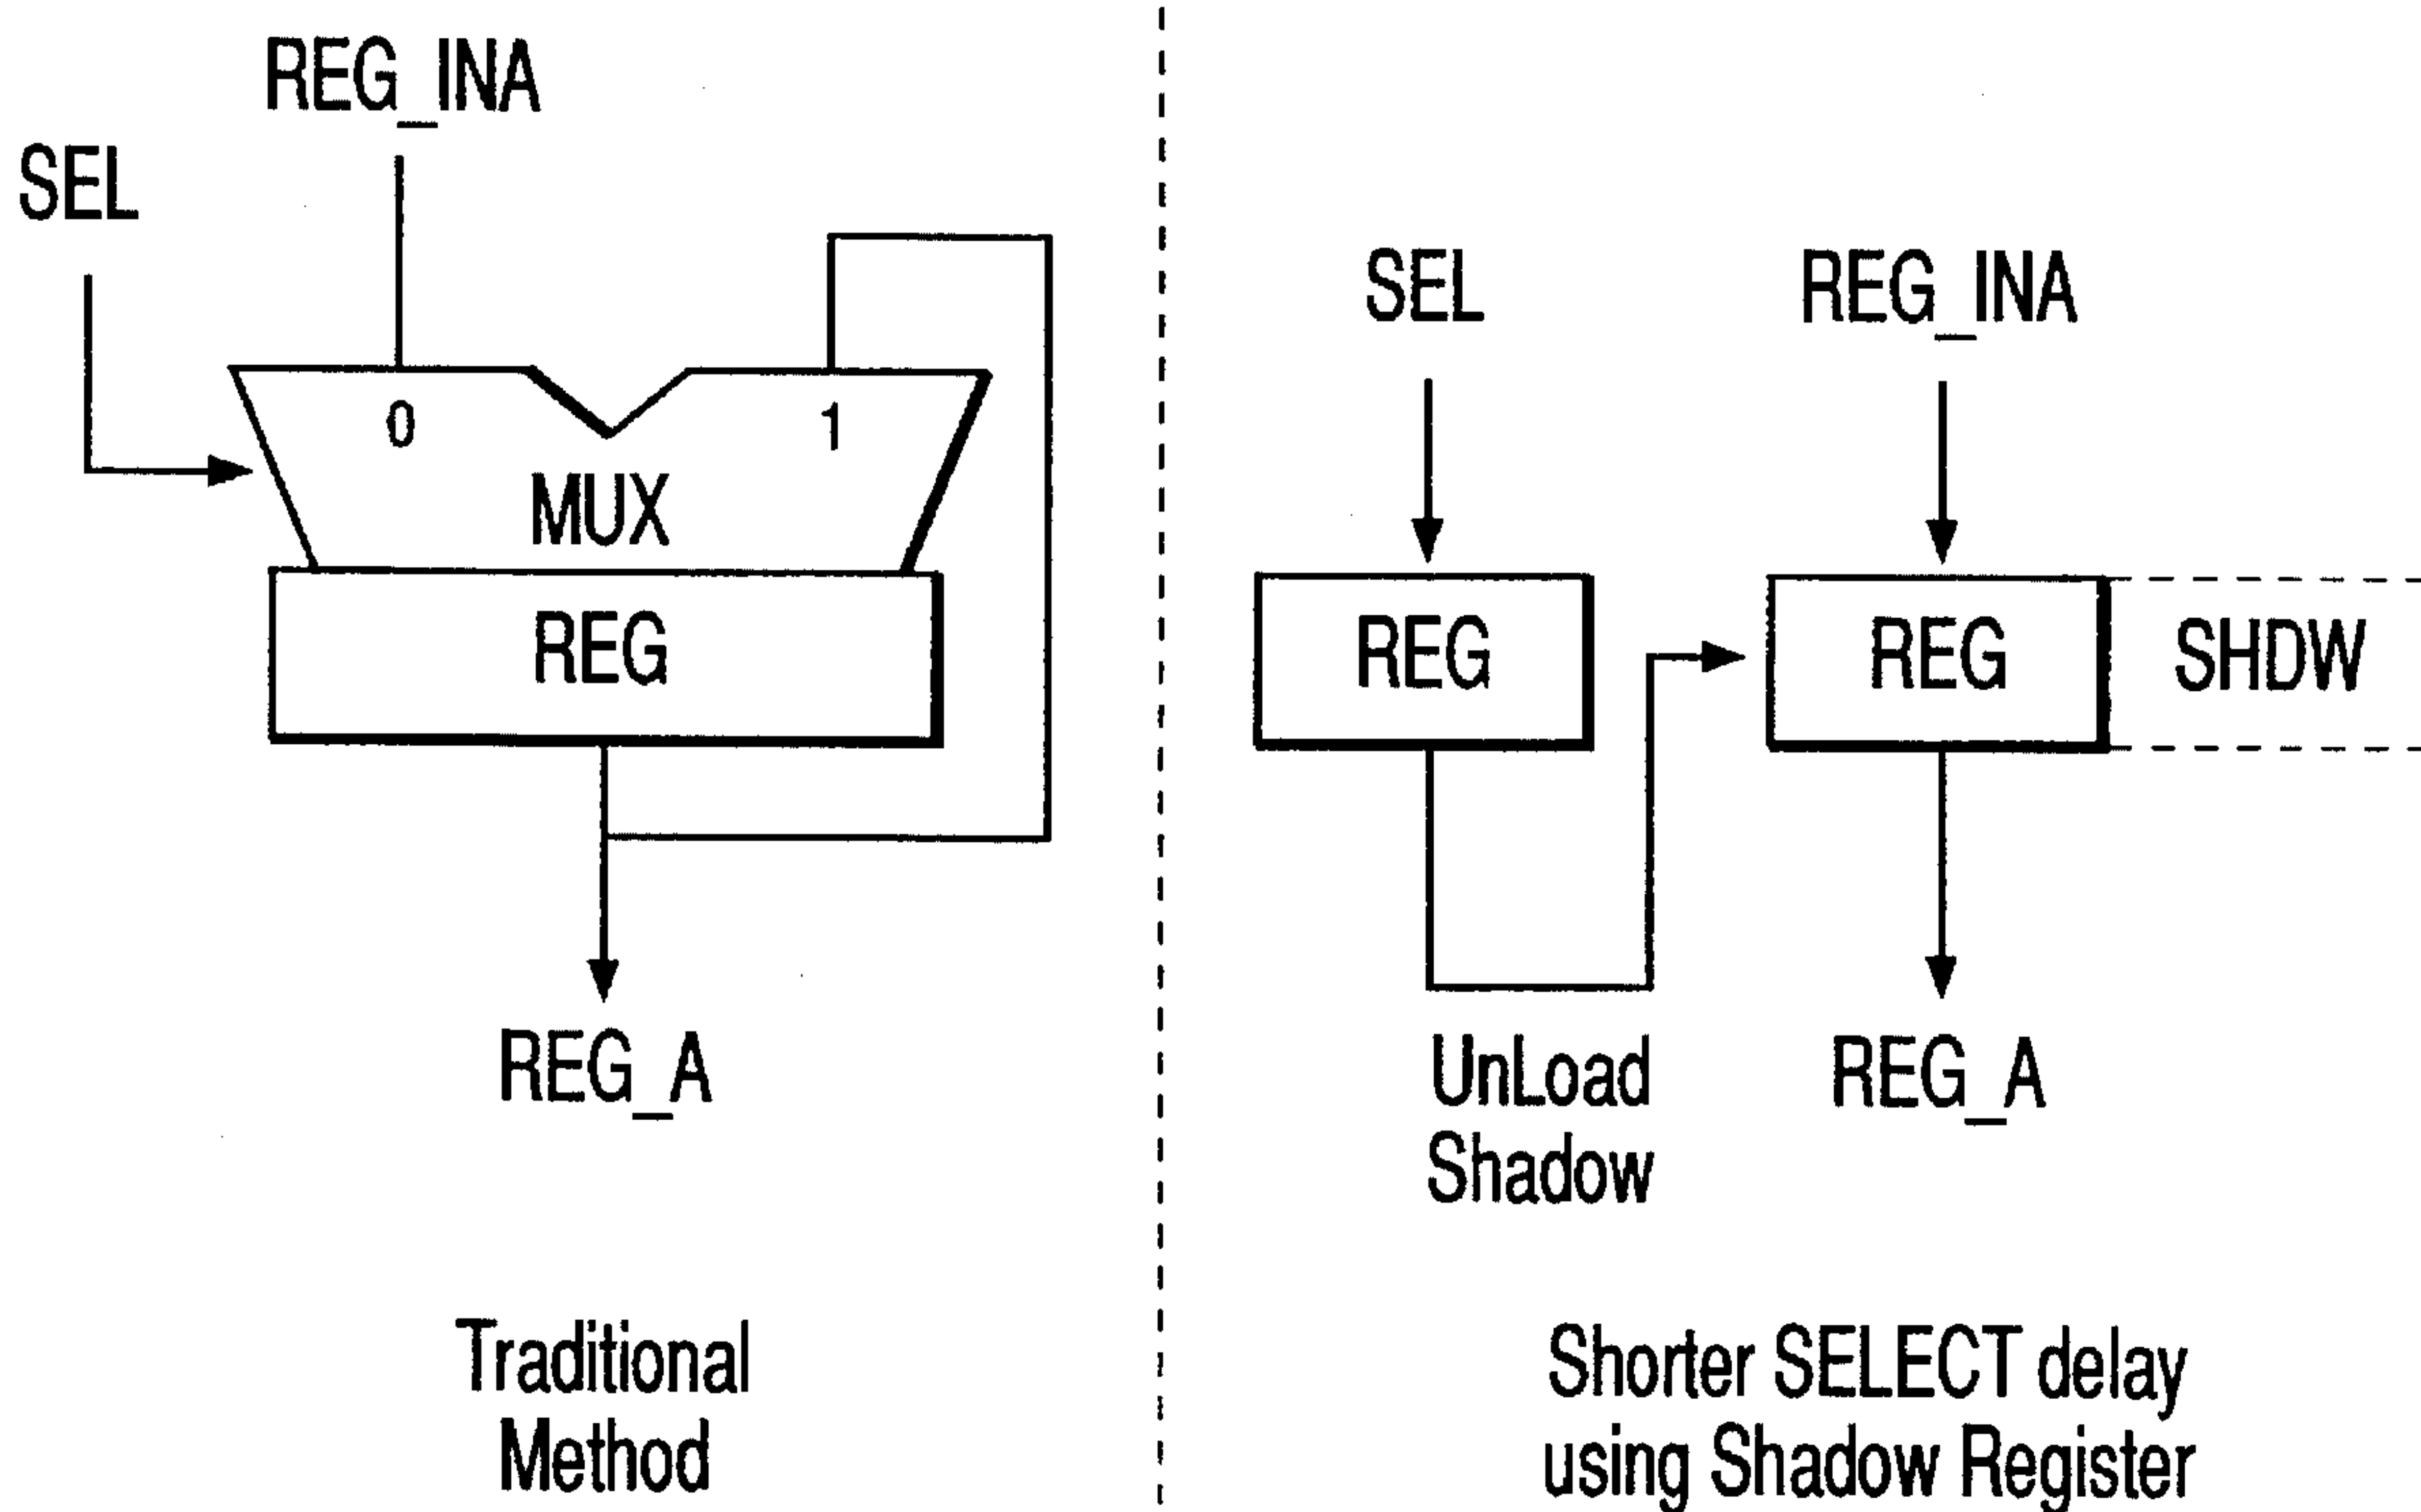 REG_INA
SEL
0
1
MUX
REG
REG_A
Traditional
Method
SEL
REG_INA
REG
REG
SHDW
UnLoad
Shadow
REG_A
Shorter SELECT delay
using Shadow Register